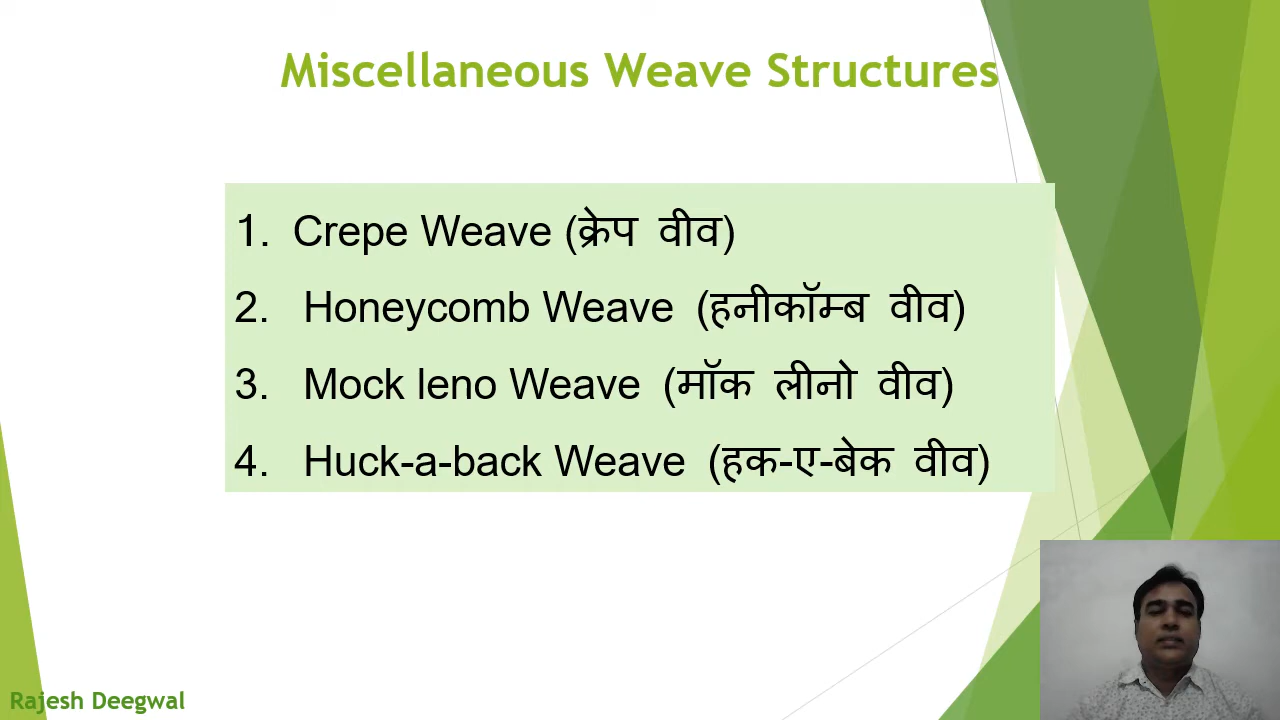 Miscellaneous Weave Structures
1. Crepe Weave (क्रेप वीव)
2. Honeycomb Weave (हनीकॉम्ब वीव)
3. Mock leno Weave (मॉक लीनो वीव)
4. Huck-a-back Weave (हक-ए-बेक वीव)
Rajesh Deegwal